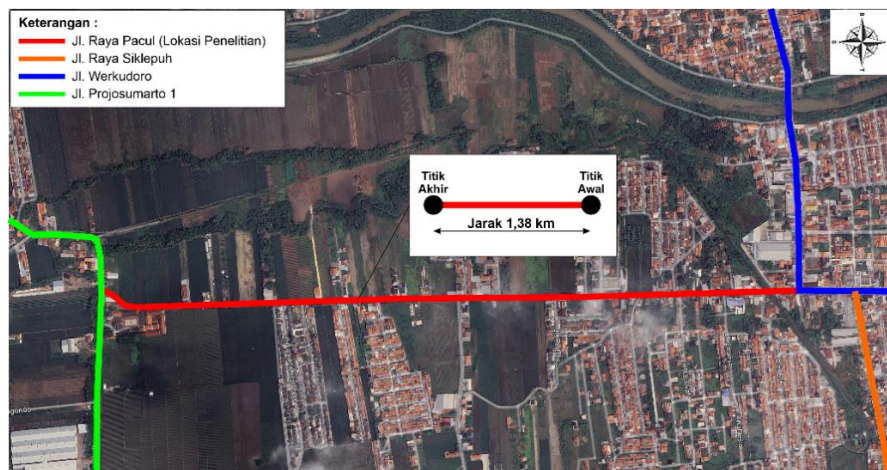 Keterangan :
Jl. Raya Pacul (Lokasi Penelitian)
Jl. Raya Siklepuh
Jl. Werkudoro
Jl. Projosumarto 1
Titik
Akhir
Titik
Awal
Jarak 1,38 km